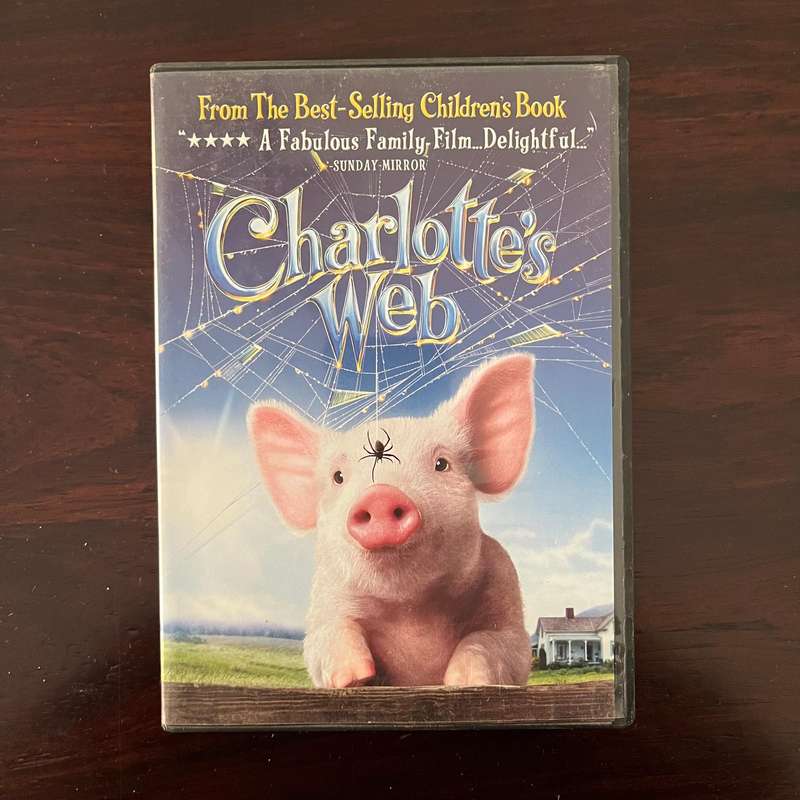 From The Best-Selling Children's Book
"★★★★ A Fabulous Family Film...Delightful..."
-SUNDAY MIRROR
Charlotte's
Web